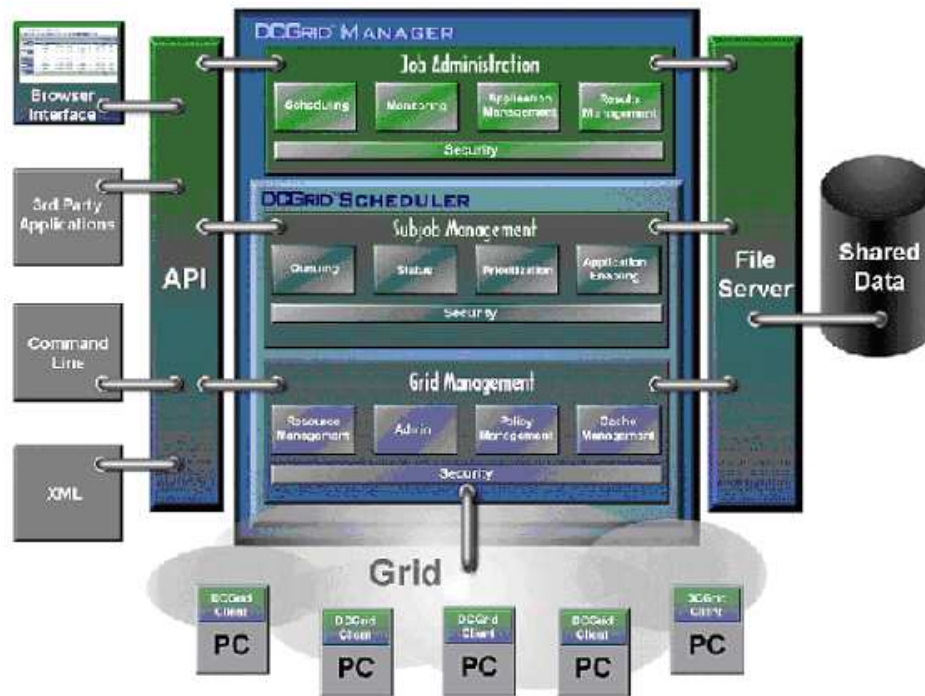 DCGRID MANAGER
Job Administration
Scheduling
Monitoring
Application
Management
Results
Management
Security
DCGRID SCHEDULER
Subjob Management
Queuing
Status
Prioritization
Application
Enabling
Security
Grid Management
Resource
Management
Admin
Policy
Management
Cache
Management
Security
Browser
Interface
3rd Party
Applications
Command
Line
XML
API
File
Server
Shared
Data
Grid
DCGrid
Client
PC
DCGrid
Client
PC
DCGrid
Client
PC
DCGrid
Client
PC
DCGrid
Client
PC